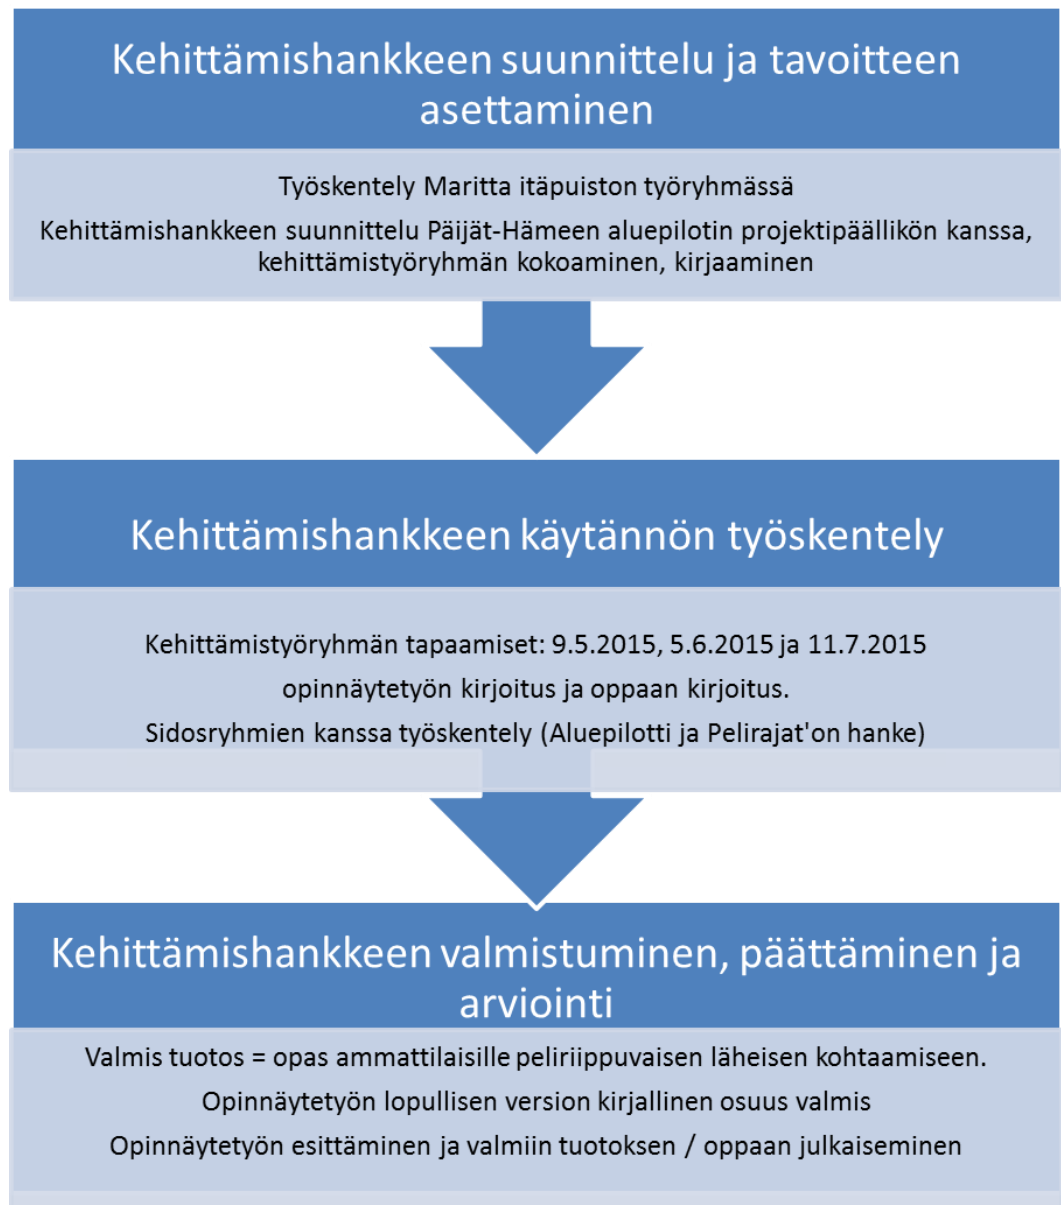 Kehittämishankkeen suunnittelu ja tavoitteen
asettaminen
Työskentely Maritta itäpuiston työryhmässä
Kehittämishankkeen suunnittelu Päijät-Hämeen aluepilotin projektipäällikön kanssa,
kehittämistyöryhmän kokoaminen, kirjaaminen
Kehittämishankkeen käytännön työskentely
Kehittämistyöryhmän tapaamiset: 9.5.2015, 5.6.2015 ja 11.7.2015
opinnäytetyön kirjoitus ja oppaan kirjoitus.
Sidosryhmien kanssa työskentely (Aluepilotti ja Pelirajat'on hanke)
Kehittämishankkeen valmistuminen, päättäminen ja
arviointi
Valmis tuotos = opas ammattilaisille peliriippuvaisen läheisen kohtaamiseen.
Opinnäytetyön lopullisen version kirjallinen osuus valmis
Opinnäytetyön esittäminen ja valmiin tuotoksen / oppaan julkaiseminen